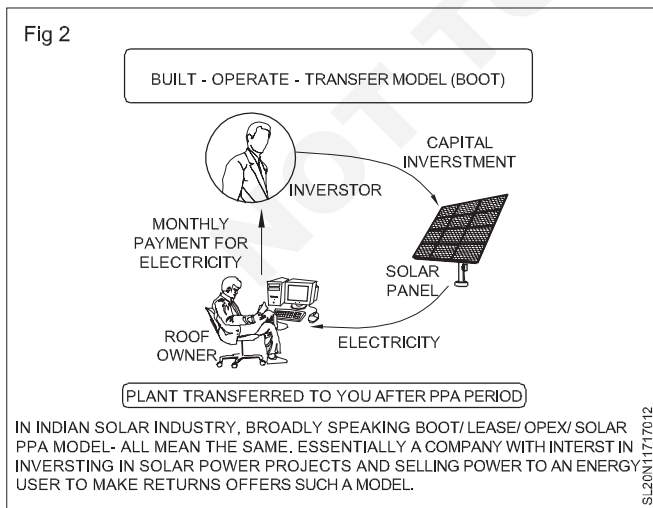 Fig 2
BUILT - OPERATE - TRANSFER MODEL (BOOT)
CAPITAL
INVERSTMENT
INVERSTOR
MONTHLY
PAYMENT FOR
ELECTRICITY
SOLAR
PANEL
ROOF
OWNER
ELECTRICITY
PLANT TRANSFERRED TO YOU AFTER PPA PERIOD
IN INDIAN SOLAR INDUSTRY, BROADLY SPEAKING BOOT/ LEASE/ OPEX/ SOLAR
PPA MODEL- ALL MEAN THE SAME. ESSENTIALLY A COMPANY WITH INTERST IN
INVERSTING IN SOLAR POWER PROJECTS AND SELLING POWER TO AN ENERGY
USER TO MAKE RETURNS OFFERS SUCH A MODEL.
SL20N11717012
NOT TO